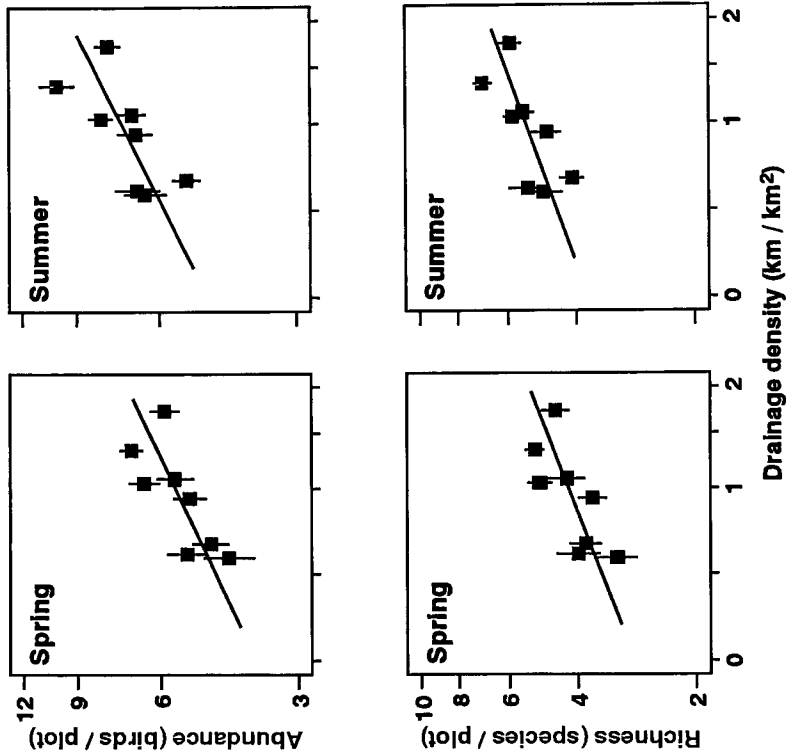 Spring
Summer
12
9
6
3
Abundance (birds / plot)
Spring
Summer
10
8
6
4
2
Richness (species / plot)
0
1
2
0
1
2
Drainage density (km / km²)